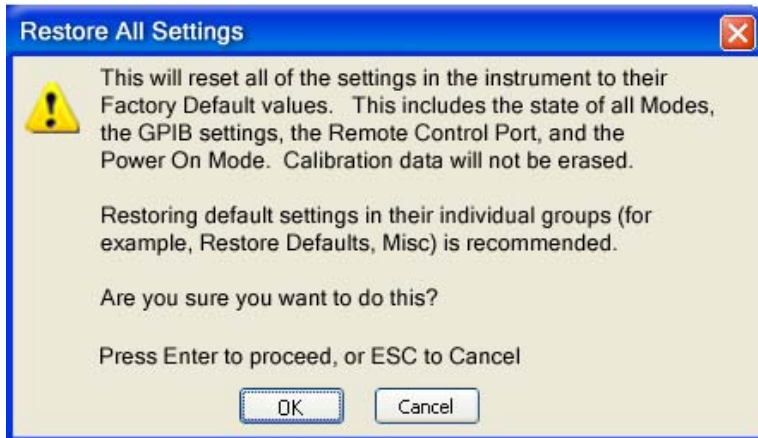 Restore All Settings
This will reset all of the settings in the instrument to their
Factory Default values. This includes the state of all Modes,
the GPIB settings, the Remote Control Port, and the
Power On Mode. Calibration data will not be erased.
Restoring default settings in their individual groups (for
example, Restore Defaults, Misc) is recommended.
Are you sure you want to do this?
Press Enter to proceed, or ESC to Cancel
OK
Cancel